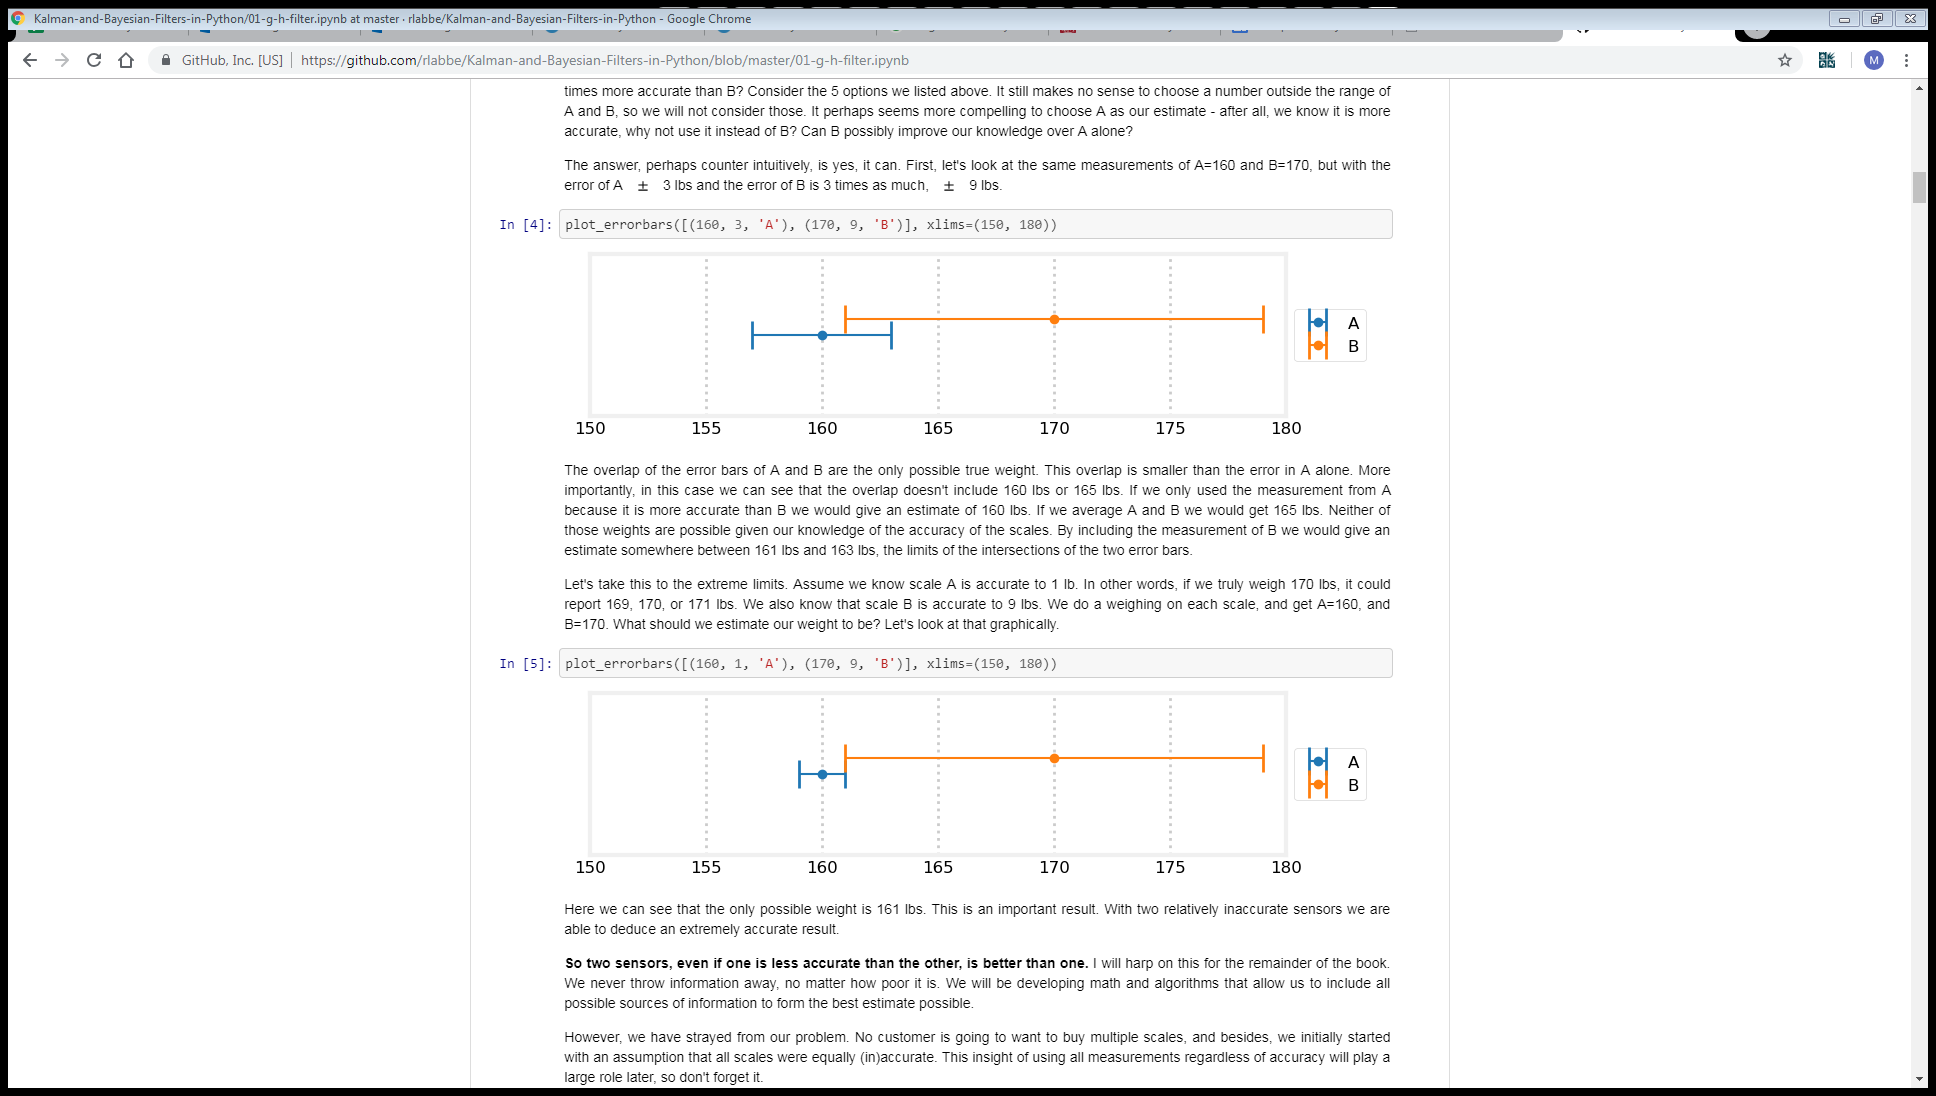 Kalman-and-Bayesian-Filters-in-Python/01-g-h-filter.ipynb at master · rlabbe/Kalman-and-Bayesian-Filters-in-Python - Google Chrome
GitHub, Inc. [US] | https://github.com/rlabbe/Kalman-and-Bayesian-Filters-in-Python/blob/master/01-g-h-filter.ipynb
M
times more accurate than B? Consider the 5 options we listed above. It still makes no sense to choose a number outside the range of
A and B, so we will not consider those. It perhaps seems more compelling to choose A as our estimate - after all, we know it is more
accurate, why not use it instead of B? Can B possibly improve our knowledge over A alone?
The answer, perhaps counter intuitively, is yes, it can. First, let's look at the same measurements of A=160 and B=170, but with the
error of A ± 3 lbs and the error of B is 3 times as much, ± 9 lbs.
In [4]: plot_errorbars([(160, 3, 'A'), (170, 9, 'B')], xlims=(150, 180))
A
B
150 155 160 165 170 175 180
The overlap of the error bars of A and B are the only possible true weight. This overlap is smaller than the error in A alone. More
importantly, in this case we can see that the overlap doesn't include 160 lbs or 165 lbs. If we only used the measurement from A
because it is more accurate than B we would give an estimate of 160 lbs. If we average A and B we would get 165 lbs. Neither of
those weights are possible given our knowledge of the accuracy of the scales. By including the measurement of B we would give an
estimate somewhere between 161 lbs and 163 lbs, the limits of the intersections of the two error bars.
Let's take this to the extreme limits. Assume we know scale A is accurate to 1 lb. In other words, if we truly weigh 170 lbs, it could
report 169, 170, or 171 lbs. We also know that scale B is accurate to 9 lbs. We do a weighing on each scale, and get A=160, and
B=170. What should we estimate our weight to be? Let's look at that graphically.
In [5]: plot_errorbars([(160, 1, 'A'), (170, 9, 'B')], xlims=(150, 180))
A
B
150 155 160 165 170 175 180
Here we can see that the only possible weight is 161 lbs. This is an important result. With two relatively inaccurate sensors we are
able to deduce an extremely accurate result.
So two sensors, even if one is less accurate than the other, is better than one. I will harp on this for the remainder of the book.
We never throw information away, no matter how poor it is. We will be developing math and algorithms that allow us to include all
possible sources of information to form the best estimate possible.
However, we have strayed from our problem. No customer is going to want to buy multiple scales, and besides, we initially started
with an assumption that all scales were equally (in)accurate. This insight of using all measurements regardless of accuracy will play a
large role later, so don't forget it.